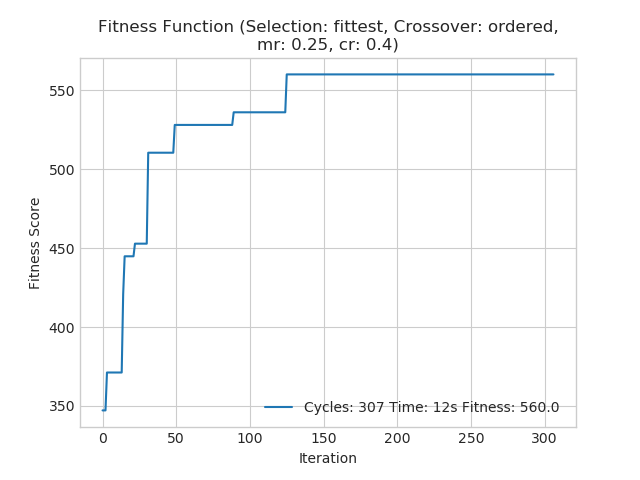 Fitness Function (Selection: fittest, Crossover: ordered,
mr: 0.25, cr: 0.4)
Fitness Score
550
500
450
400
350
Cycles: 307 Time: 12s Fitness: 560.0
0 50 100 150 200 250 300
Iteration